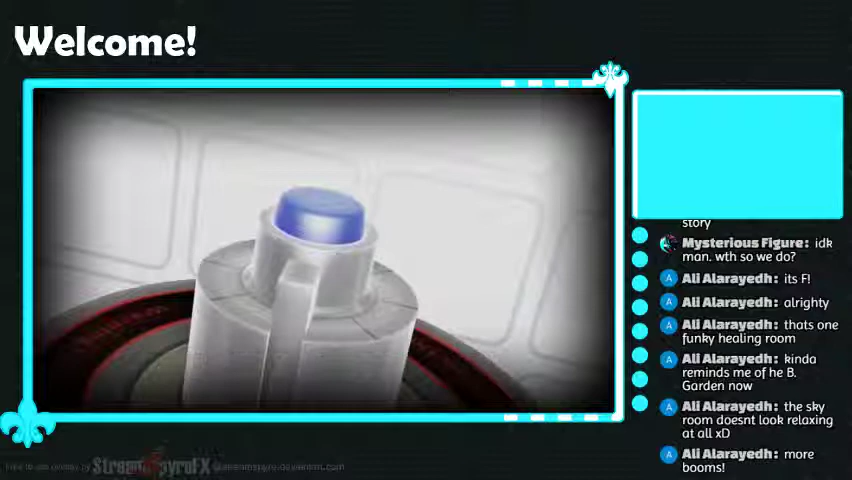 Welcome!
story
Mysterious Figure: idk
man. wth so we do?
Ali Alarayedh: its F!
Ali Alarayedh: alrighty
Ali Alarayedh: thats one
funky healing room
Ali Alarayedh: kinda
reminds me of he B.
Garden now
Ali Alarayedh: the sky
room doesnt look relaxing
at all xD
Ali Alarayedh: more
booms!